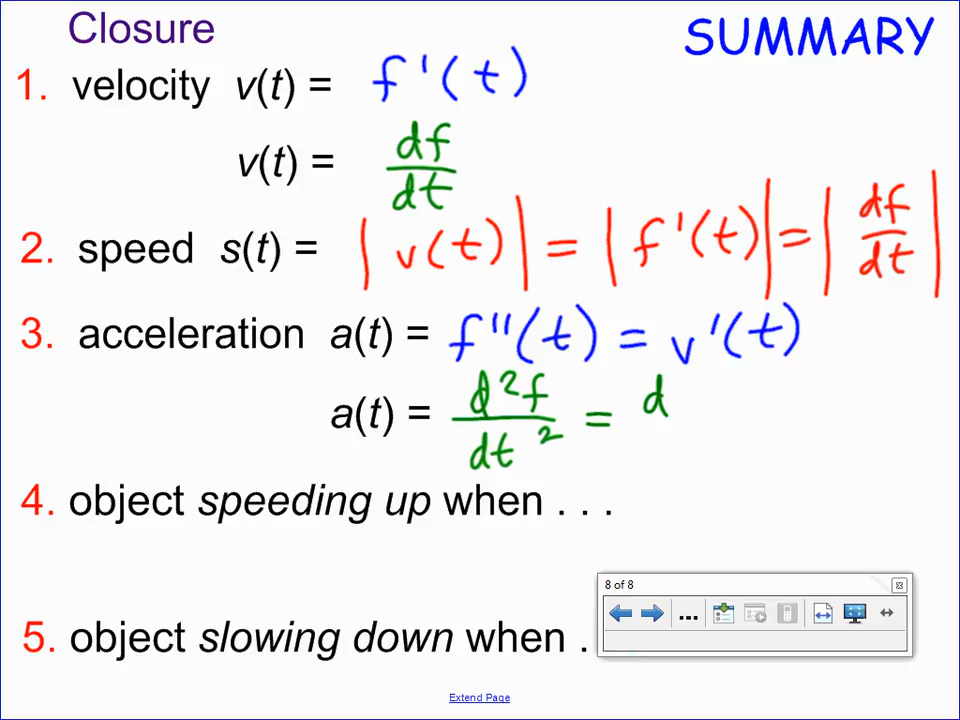 Closure
SUMMARY
1. velocity v(t) = f'(t)
v(t) = df/dt
2. speed s(t) = |v(t)| = |f'(t)| = |df/dt|
3. acceleration a(t) = f''(t) = v'(t)
a(t) = d²f/dt² = d
4. object speeding up when . . .
8 of 8
...
5. object slowing down when .
Extend Page